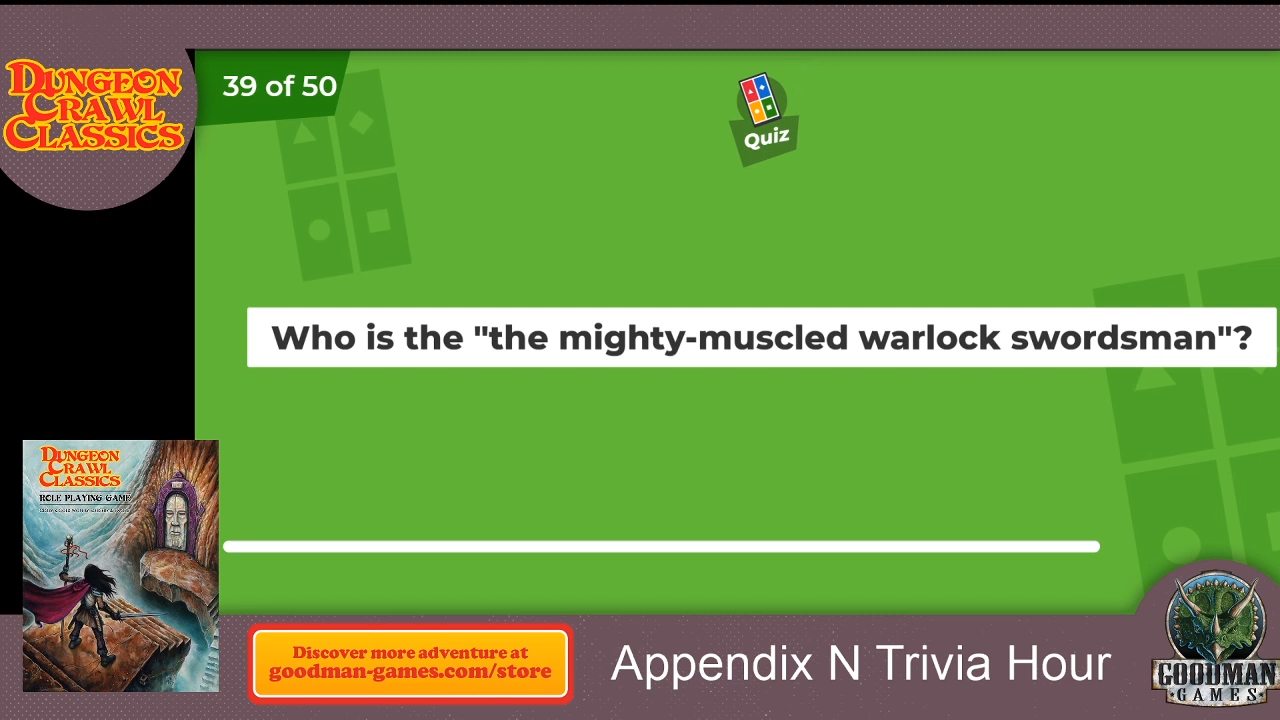 DUNGEON
CRAWL
CLASSICS
39 of 50
Quiz
Who is the "the mighty-muscled warlock swordsman"?
DUNGEON
CRAWL
CLASSICS
ROLE PLAYING GAME
Discover more adventure at
goodman-games.com/store
Appendix N Trivia Hour
GOODMAN
GAMES